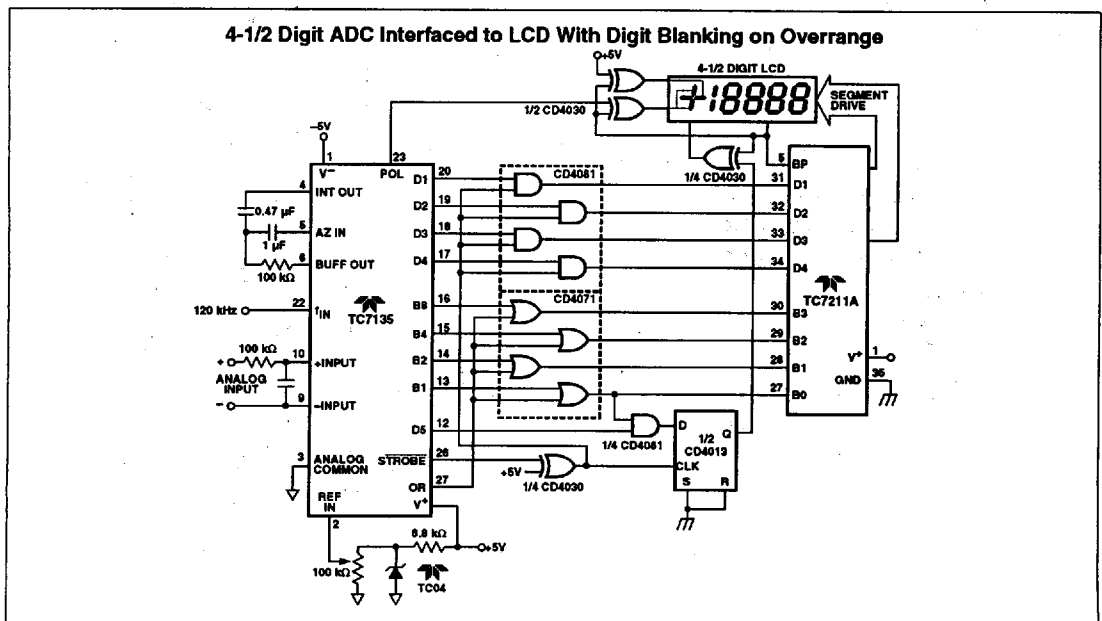 4-1/2 Digit ADC Interfaced to LCD With Digit Blanking on Overrange
+5V
4-1/2 DIGIT LCD
+18888
SEGMENT
DRIVE
1/2 CD4030
1/4 CD4030
–5V
1
V–
23
POL
4
INT OUT
0.47 µF
5
AZ IN
1 µF
6
BUFF OUT
100 kΩ
120 kHz
22
fIN
TC7135
100 kΩ
+
10
+INPUT
ANALOG
INPUT
–
9
–INPUT
3
ANALOG
COMMON
REF
IN
2
100 kΩ
6.8 kΩ
+5V
TC04
D1
20
D2
19
D3
18
D4
17
B8
16
B4
15
B2
14
B1
13
D5
12
STROBE
26
OR
27
V+
CD4081
CD4071
1/4 CD4081
+5V
1/4 CD4030
D
Q
1/2
CD4013
CLK
S
R
5
BP
31
D1
32
D2
33
D3
34
D4
TC7211A
30
B3
29
B2
28
B1
27
B0
V+
1
GND
35